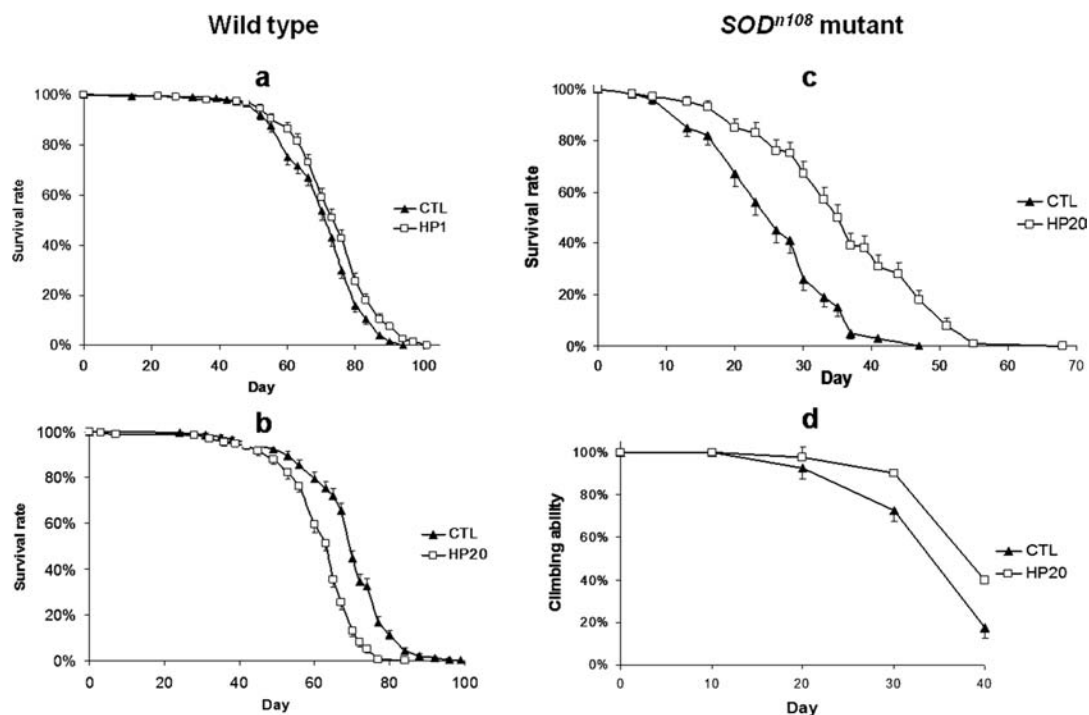 Wild type
SODⁿ¹⁰⁸ mutant
a
100%
80%
60%
40%
20%
0%
Survival rate
0 20 40 60 80 100
Day
CTL
HP1
c
100%
80%
60%
40%
20%
0%
Survival rate
0 10 20 30 40 50 60 70
Day
CTL
HP20
b
100%
80%
60%
40%
20%
0%
Survival rate
0 20 40 60 80 100
Day
CTL
HP20
d
100%
80%
60%
40%
20%
0%
Climbing ability
0 10 20 30 40
Day
CTL
HP20